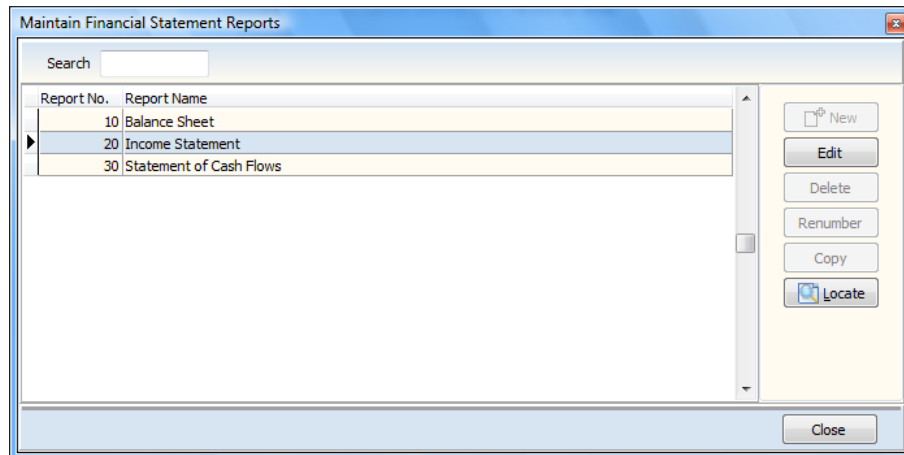 Maintain Financial Statement Reports
Search
Report No. Report Name
10 Balance Sheet
20 Income Statement
30 Statement of Cash Flows
New
Edit
Delete
Renumber
Copy
Locate
Close